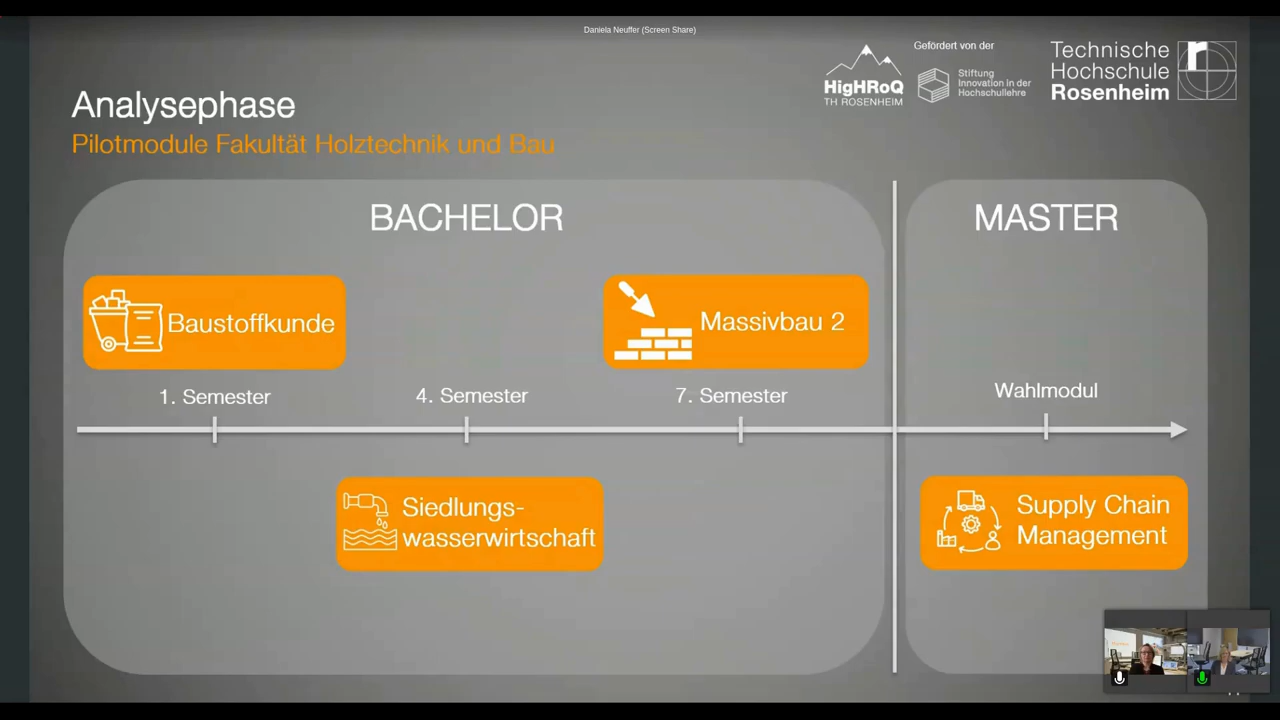 Daniela Neuffer (Screen Share)
Gefördert von der
HigHRoQ
TH ROSENHEIM
Stiftung
Innovation in der
Hochschullehre
Technische
Hochschule
Rosenheim
Analysephase
Pilotmodule Fakultät Holztechnik und Bau
BACHELOR
MASTER
Baustoffkunde
Massivbau 2
1. Semester
4. Semester
7. Semester
Wahlmodul
Siedlungs-
wasserwirtschaft
Supply Chain
Management